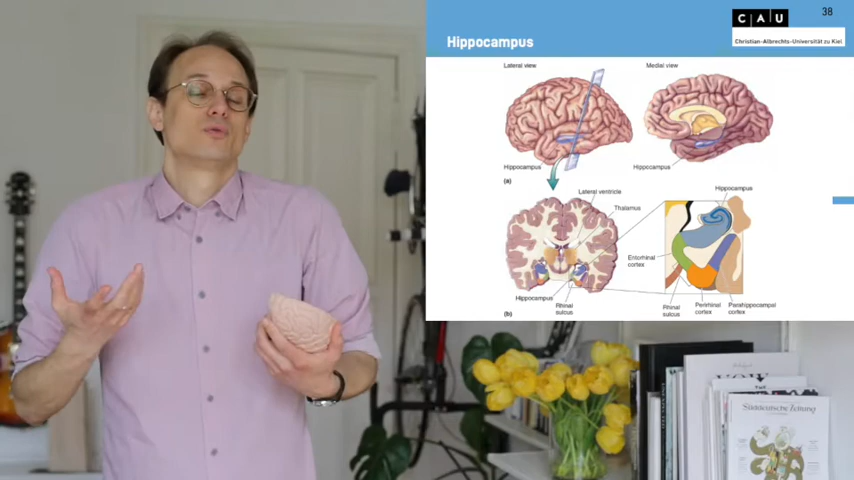 38
C A U
Christian-Albrechts-Universität zu Kiel
Hippocampus
Lateral view
Medial view
Hippocampus
Hippocampus
(a)
Lateral ventricle
Thalamus
Hippocampus
Entorhinal
cortex
Hippocampus
Rhinal
sulcus
Rhinal
sulcus
Perirhinal
cortex
Parahippocampal
cortex
(b)
Süddeutsche Zeitung